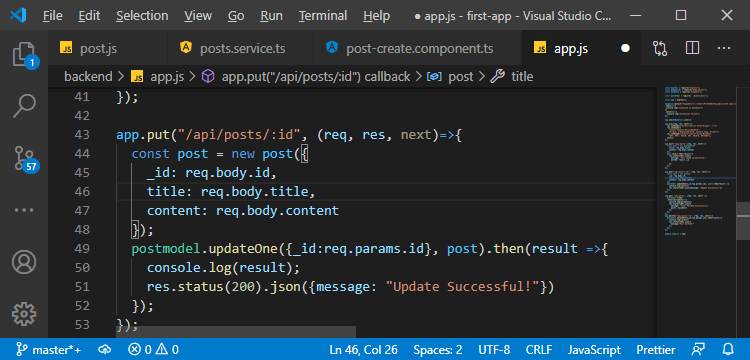 File Edit Selection View Go Run Terminal Help ● app.js - first-app - Visual Studio C...
JS post.js posts.service.ts post-create.component.ts JS app.js ●
backend > JS app.js > app.put("/api/posts/:id") callback > post > title
41 });
42
43 app.put("/api/posts/:id", (req, res, next)=>{
44 const post = new post({
45 _id: req.body.id,
46 title: req.body.title,
47 content: req.body.content
48 });
49 postmodel.updateOne({_id:req.params.id}, post).then(result =>{
50 console.log(result);
51 res.status(200).json({message: "Update Successful!"})
52 });
53 });
1
57
master*+ 0 0 Ln 46, Col 26 Spaces: 2 UTF-8 CRLF JavaScript Prettier